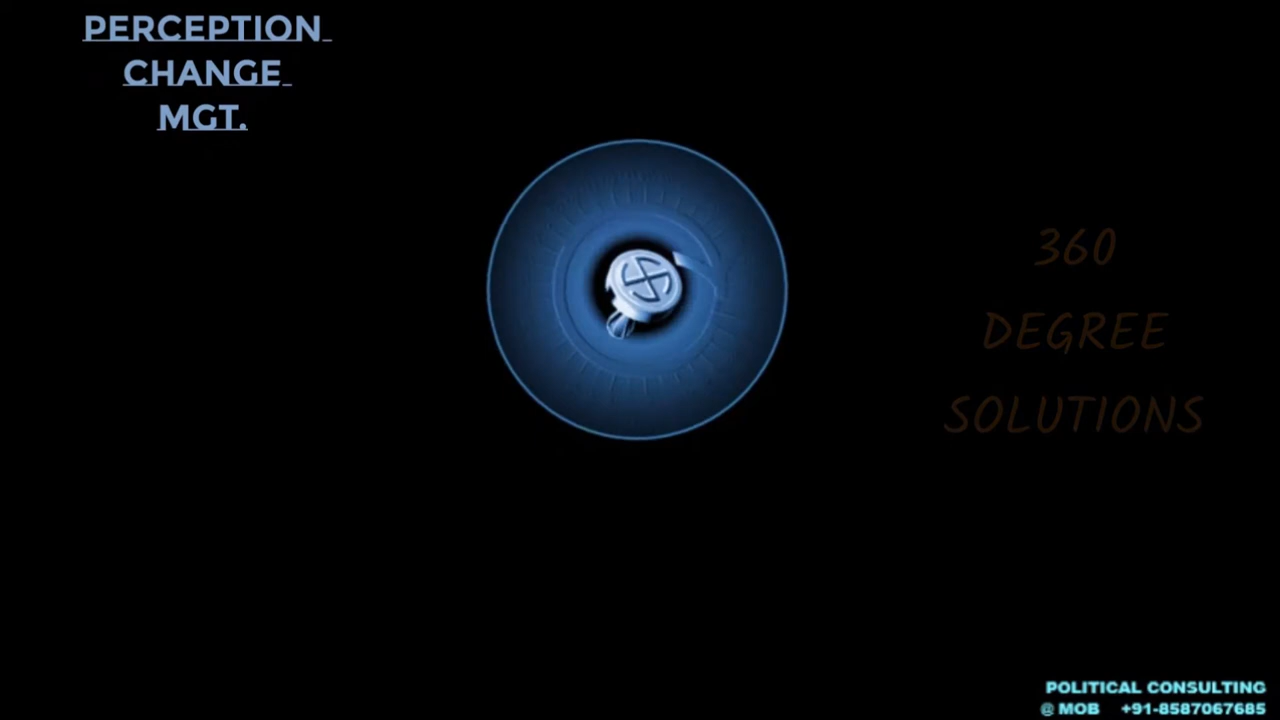 PERCEPTION
CHANGE
MGT.
360
DEGREE
SOLUTIONS
POLITICAL CONSULTING
@ MOB +91-8587067685